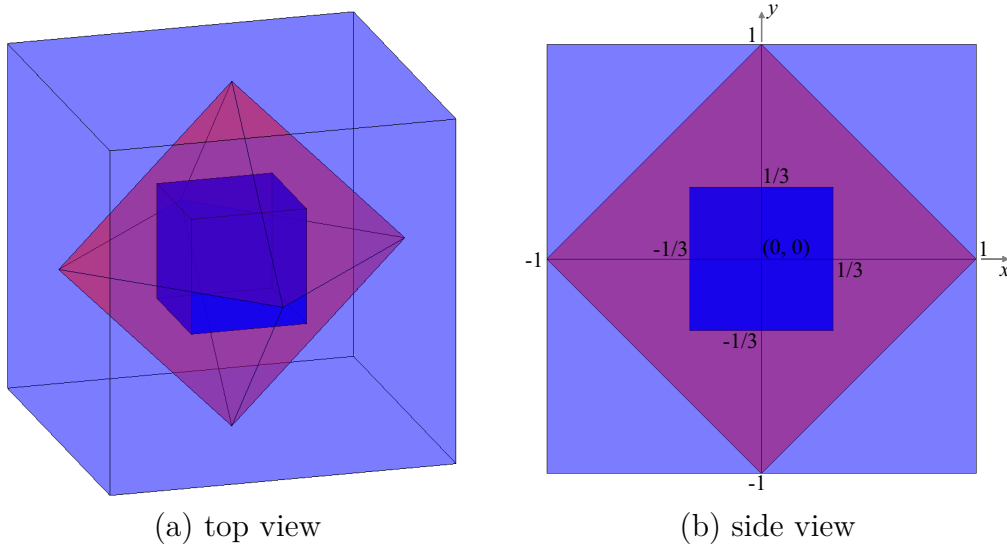 y
1
1/3
-1/3
(0, 0)
-1
1
1/3
x
-1/3
-1
(a) top view
(b) side view